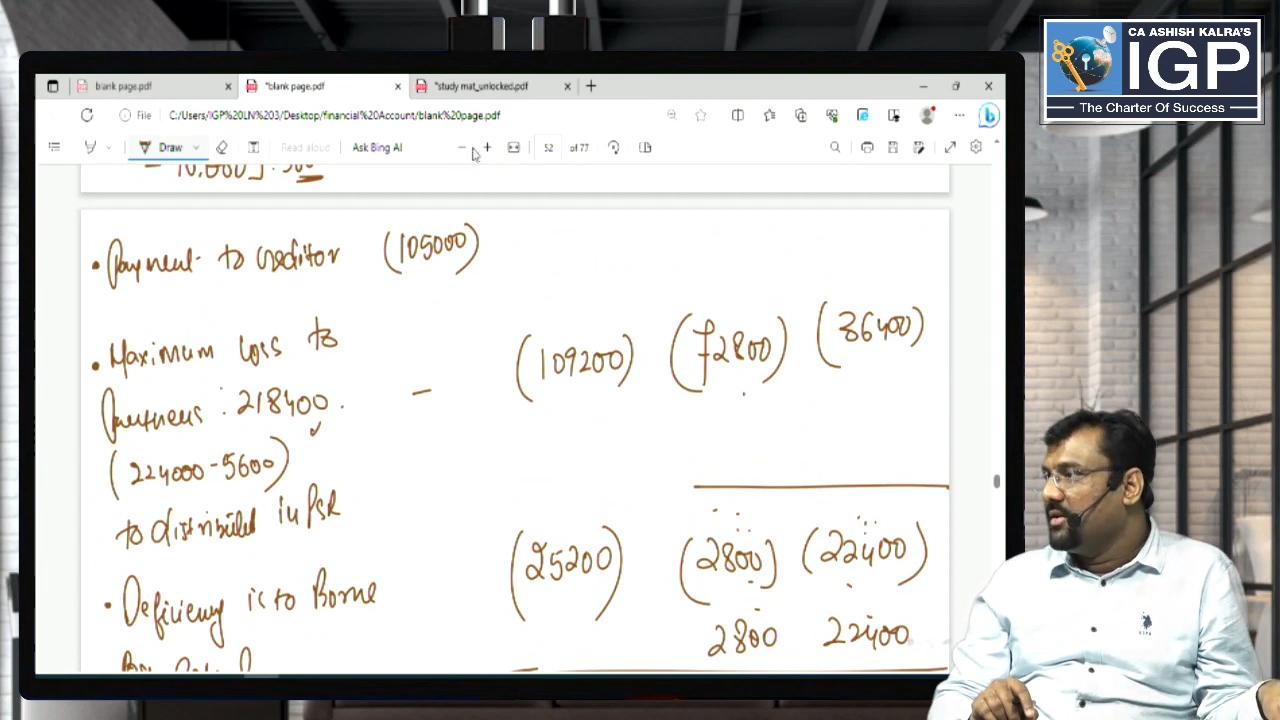 CA ASHISH KALRA'S
IGP
The Charter Of Success
blank page.pdf
*blank page.pdf
*study mat_unlocked.pdf
File
C:/Users/IGP%20LN%203/Desktop/financial%20Account/blank%20page.pdf
Draw
Read aloud
Ask Bing AI
52 of 77
• Payment to creditor (105000)
• Maximum loss to
Partners : 218400. – (109200) (72800) (36400)
(224000-5600)
to distributed in PSR
(25200) (2800) (22400)
• Deficiency is to Borne
2800 22400